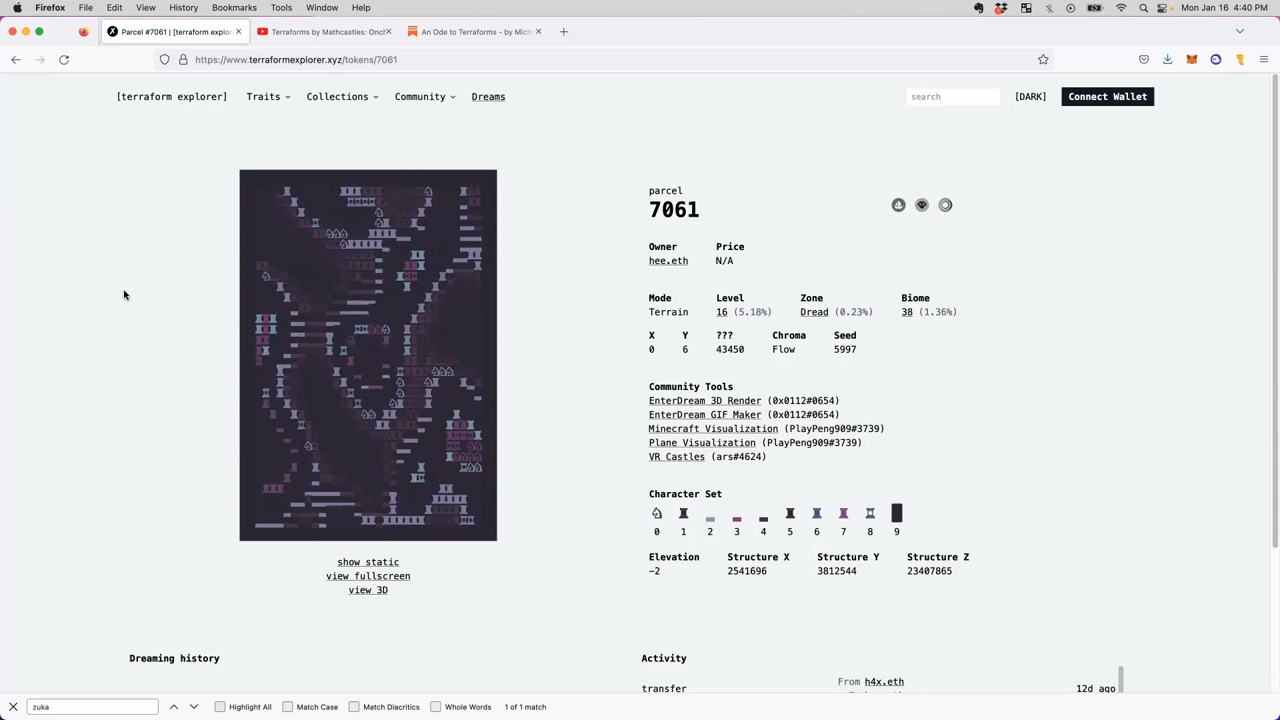 Firefox File Edit View History Bookmarks Tools Window Help Mon Jan 16 4:40 PM
Parcel #7061 | [terraform explor Terraforms by Mathcastles: Oncl An Ode to Terraforms - by Mich
https://www.terraformexplorer.xyz/tokens/7061
[terraform explorer] Traits Collections Community Dreams search [DARK] Connect Wallet
parcel
7061
Owner Price
hee.eth N/A
Mode Level Zone Biome
Terrain 16 (5.18%) Dread (0.23%) 38 (1.36%)
X Y ??? Chroma Seed
0 6 43450 Flow 5997
Community Tools
EnterDream 3D Render (0x0112#0654)
EnterDream GIF Maker (0x0112#0654)
Minecraft Visualization (PlayPeng909#3739)
Plane Visualization (PlayPeng909#3739)
VR Castles (ars#4624)
Character Set
0 1 2 3 4 5 6 7 8 9
Elevation Structure X Structure Y Structure Z
-2 2541696 3812544 23407865
show static
view fullscreen
view 3D
Dreaming history Activity
From h4x.eth
transfer 12d ago
zuka Highlight All Match Case Match Diacritics Whole Words 1 of 1 match